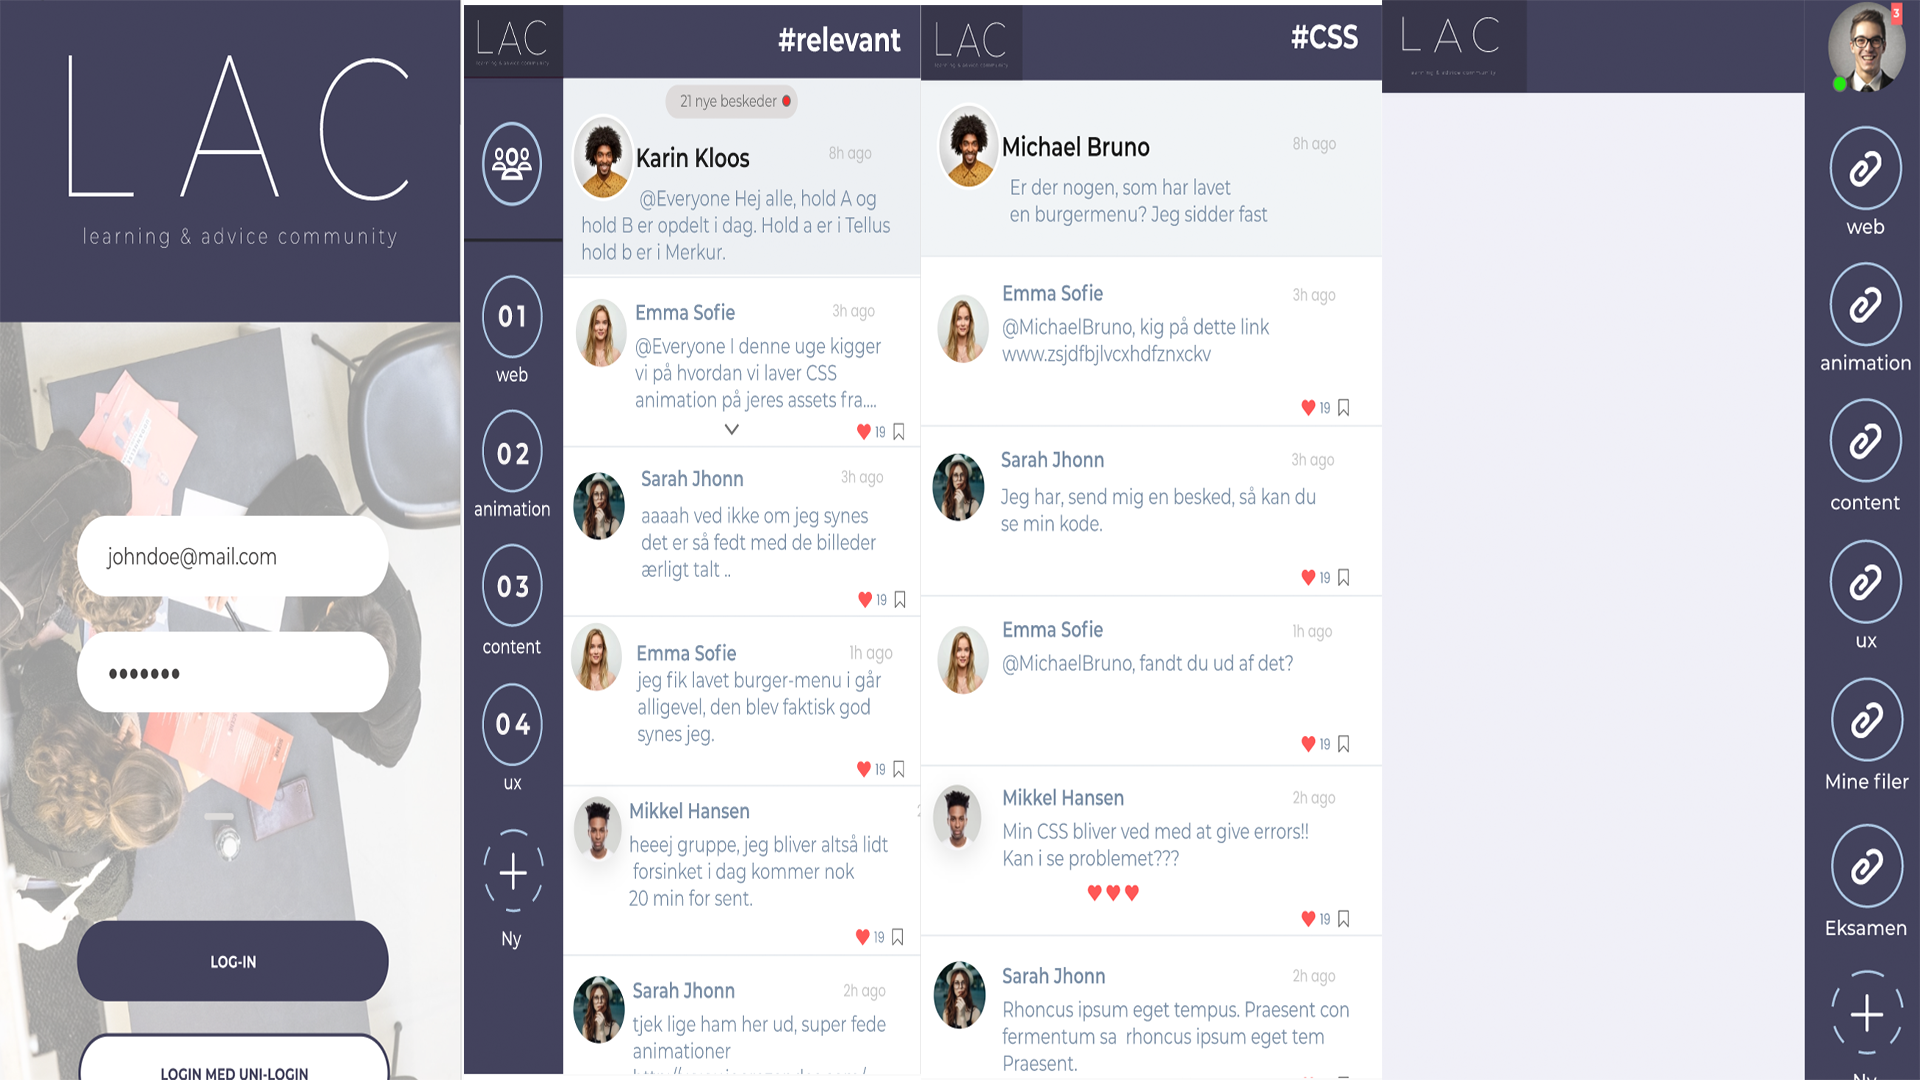 LAC
learning & advice community
johndoe@mail.com
LOG-IN
LOGIN MED UNI-LOGIN
LAC
learning & advice community
#relevant
01
web
02
animation
03
content
04
ux
Ny
21 nye beskeder
Karin Kloos
8h ago
@Everyone Hej alle, hold A og
hold B er opdelt i dag. Hold a er i Tellus
hold b er i Merkur.
Emma Sofie
3h ago
@Everyone I denne uge kigger
vi på hvordan vi laver CSS
animation på jeres assets fra....
19
Sarah Jhonn
3h ago
aaaah ved ikke om jeg synes
det er så fedt med de billeder
ærligt talt ..
19
Emma Sofie
1h ago
jeg fik lavet burger-menu i går
alligevel, den blev faktisk god
synes jeg.
19
Mikkel Hansen
heeej gruppe, jeg bliver altså lidt
forsinket i dag kommer nok
20 min for sent.
19
Sarah Jhonn
2h ago
tjek lige ham her ud, super fede
animationer
LAC
learning & advice community
#CSS
Michael Bruno
8h ago
Er der nogen, som har lavet
en burgermenu? Jeg sidder fast
Emma Sofie
3h ago
@MichaelBruno, kig på dette link
www.zsjdfbjlvcxhdfznxckv
19
Sarah Jhonn
3h ago
Jeg har, send mig en besked, så kan du
se min kode.
19
Emma Sofie
1h ago
@MichaelBruno, fandt du ud af det?
19
Mikkel Hansen
2h ago
Min CSS bliver ved med at give errors!!
Kan i se problemet???
19
Sarah Jhonn
2h ago
Rhoncus ipsum eget tempus. Praesent con
fermentum sa rhoncus ipsum eget tem
Praesent.
LAC
learning & advice community
3
web
animation
content
ux
Mine filer
Eksamen
Ny